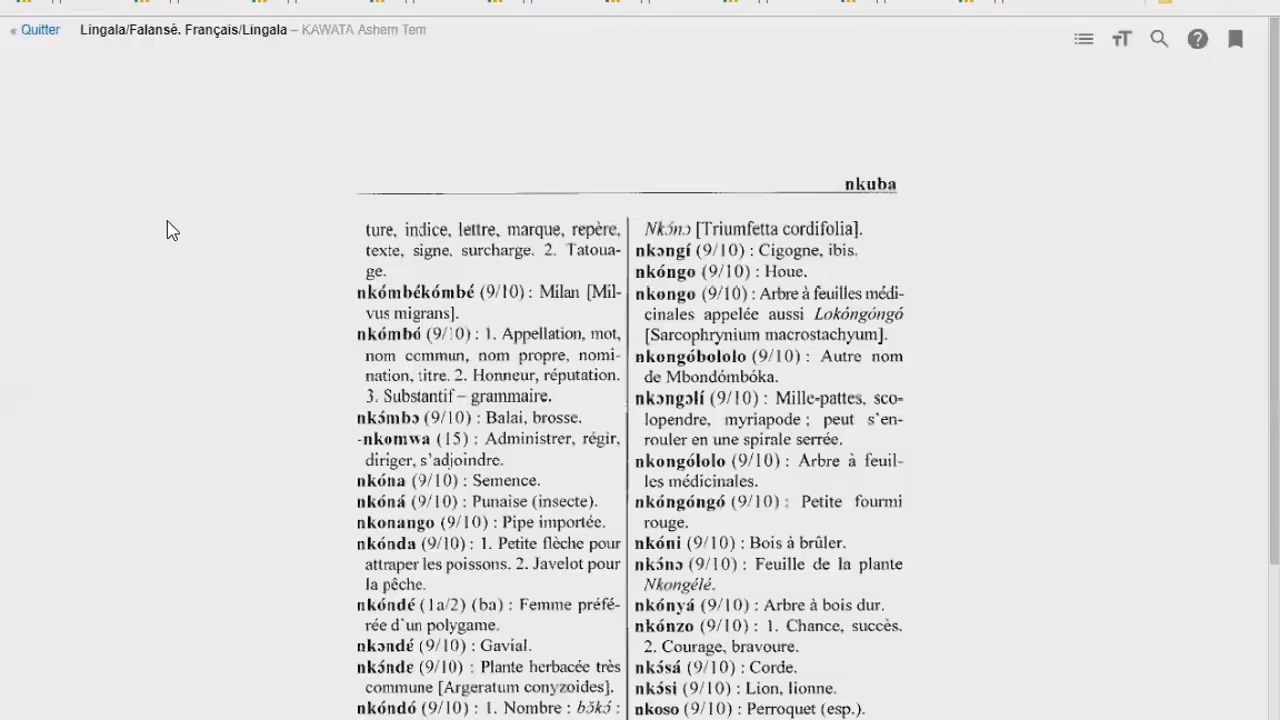 « Quitter
Lingala/Falansé. Français/Lingala – KAWATA Ashem Tem
nkuba
ture, indice, lettre, marque, repère,
texte, signe, surcharge. 2. Tatoua-
ge.
nkómbékómbé (9/10) : Milan [Mil-
vus migrans].
nkómbó (9/10) : 1. Appellation, mot,
nom commun, nom propre, nomi-
nation, titre. 2. Honneur, réputation.
3. Substantif – grammaire.
nkɔ́mbɔ (9/10) : Balai, brosse.
-nkomwa (15) : Administrer, régir,
diriger, s'adjoindre.
nkóna (9/10) : Semence.
nkóná (9/10) : Punaise (insecte).
nkonango (9/10) : Pipe importée.
nkónda (9/10) : 1. Petite flèche pour
attraper les poissons. 2. Javelot pour
la pêche.
nkóndé (1a/2) (ba) : Femme préfé-
rée d'un polygame.
nkɔndé (9/10) : Gavial.
nkɔ́nde (9/10) : Plante herbacée très
commune [Argeratum conyzoides].
nkóndó (9/10) : 1. Nombre : bɔ̌kɔ́ :
Nkɔ́nɔ [Triumfetta cordifolia].
nkɔngí (9/10) : Cigogne, ibis.
nkóngo (9/10) : Houe.
nkongo (9/10) : Arbre à feuilles médi-
cinales appelée aussi Lokóngóngó
[Sarcophrynium macrostachyum].
nkongóbololo (9/10) : Autre nom
de Mbondómbóka.
nkɔngɔlí (9/10) : Mille-pattes, sco-
lopendre, myriapode ; peut s'en-
rouler en une spirale serrée.
nkongólolo (9/10) : Arbre à feuil-
les médicinales.
nkóngóngó (9/10) : Petite fourmi
rouge.
nkóni (9/10) : Bois à brûler.
nkɔ́nɔ (9/10) : Feuille de la plante
Nkongélé.
nkónyá (9/10) : Arbre à bois dur.
nkónzo (9/10) : 1. Chance, succès.
2. Courage, bravoure.
nkɔ́sá (9/10) : Corde.
nkɔ́si (9/10) : Lion, lionne.
nkoso (9/10) : Perroquet (esp.).